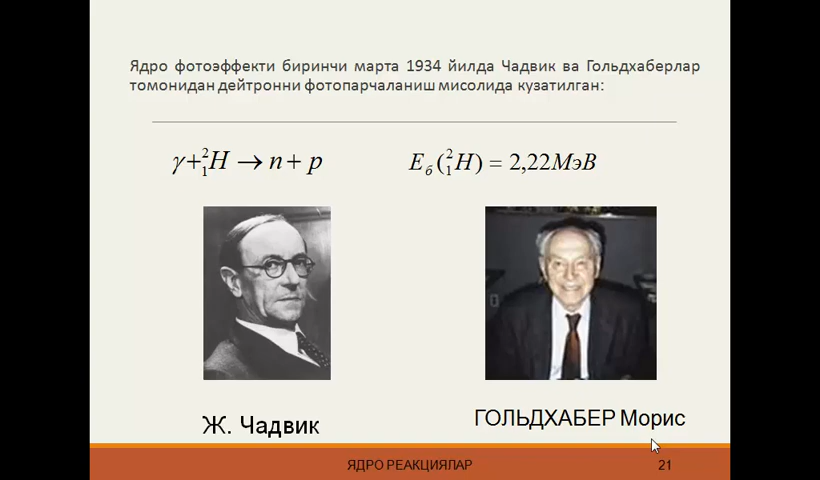 Ядро фотоэффекти биринчи марта 1934 йилда Чадвик ва Гольдхаберлар
томонидан дейтронни фотопарчаланиш мисолида кузатилган:
γ+²₁H → n + p
E_б(²₁H) = 2,22МэВ
Ж. Чадвик
ГОЛЬДХАБЕР Морис
ЯДРО РЕАКЦИЯЛАР
21